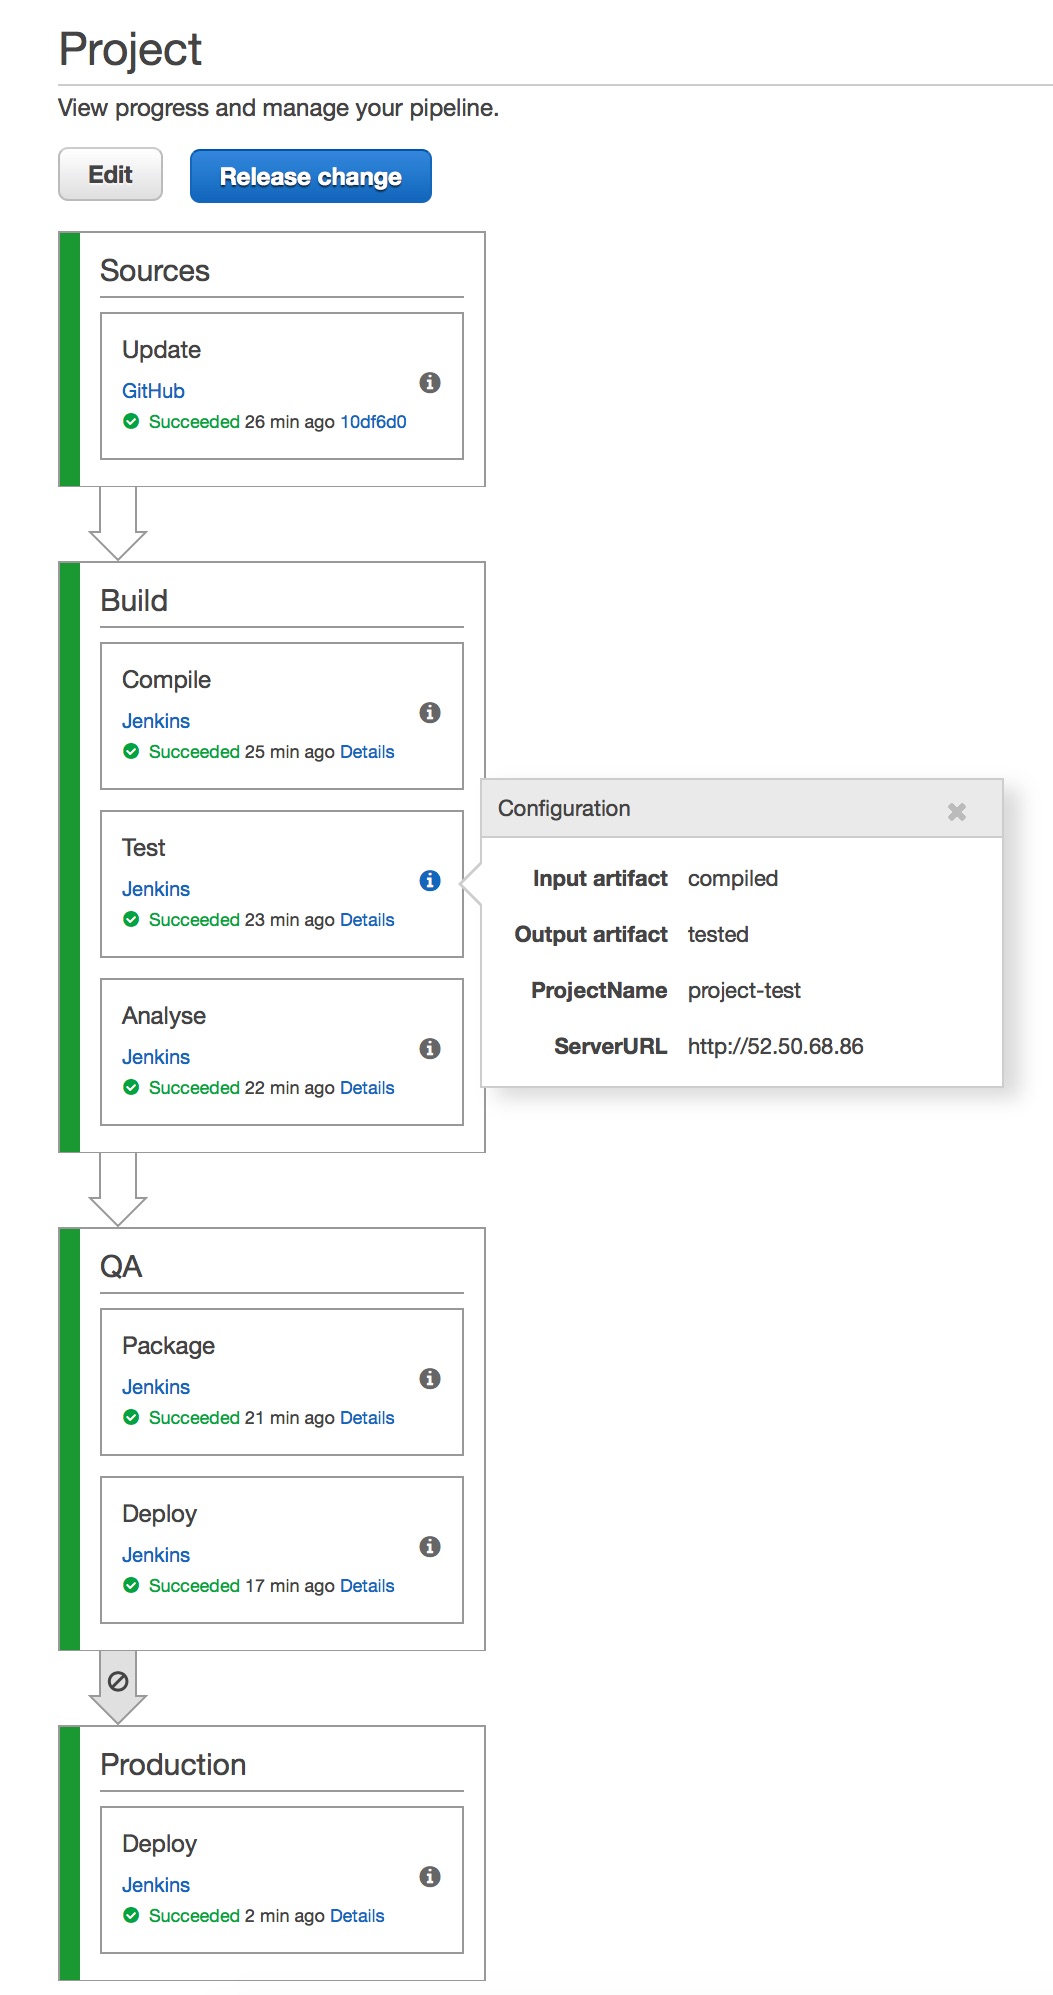 Project
View progress and manage your pipeline.
Edit
Release change
Sources
Update
GitHub
Succeeded 26 min ago 10df6d0
Build
Compile
Jenkins
Succeeded 25 min ago Details
Test
Jenkins
Succeeded 23 min ago Details
Configuration
Input artifact compiled
Output artifact tested
ProjectName project-test
ServerURL http://52.50.68.86
Analyse
Jenkins
Succeeded 22 min ago Details
QA
Package
Jenkins
Succeeded 21 min ago Details
Deploy
Jenkins
Succeeded 17 min ago Details
Production
Deploy
Jenkins
Succeeded 2 min ago Details